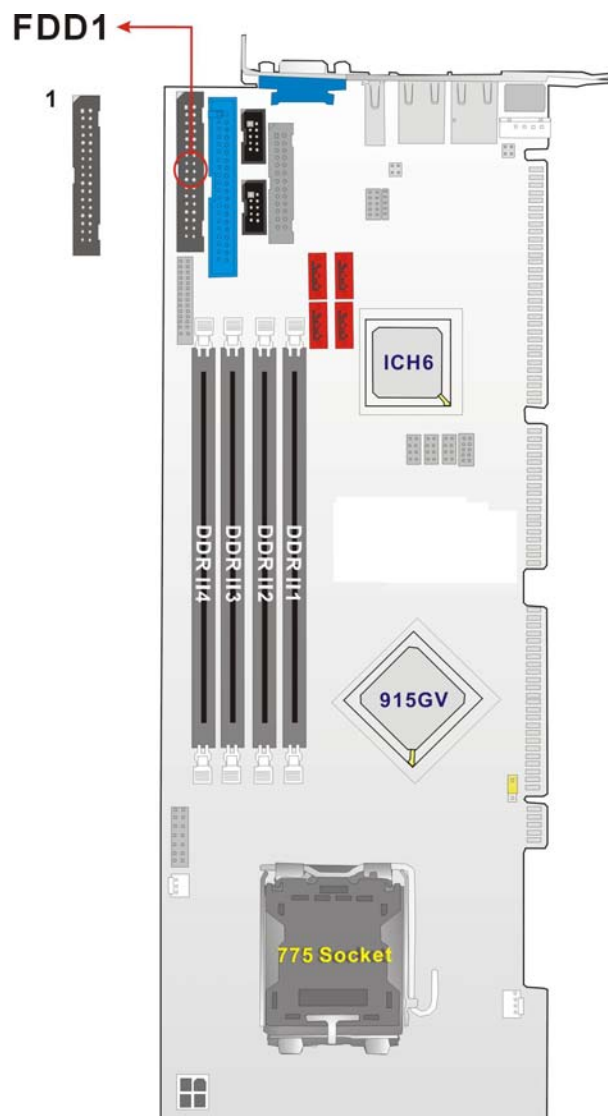 FDD1
1
ICH6
DDR II4
DDR II3
DDR II2
DDR II1
915GV
775 Socket